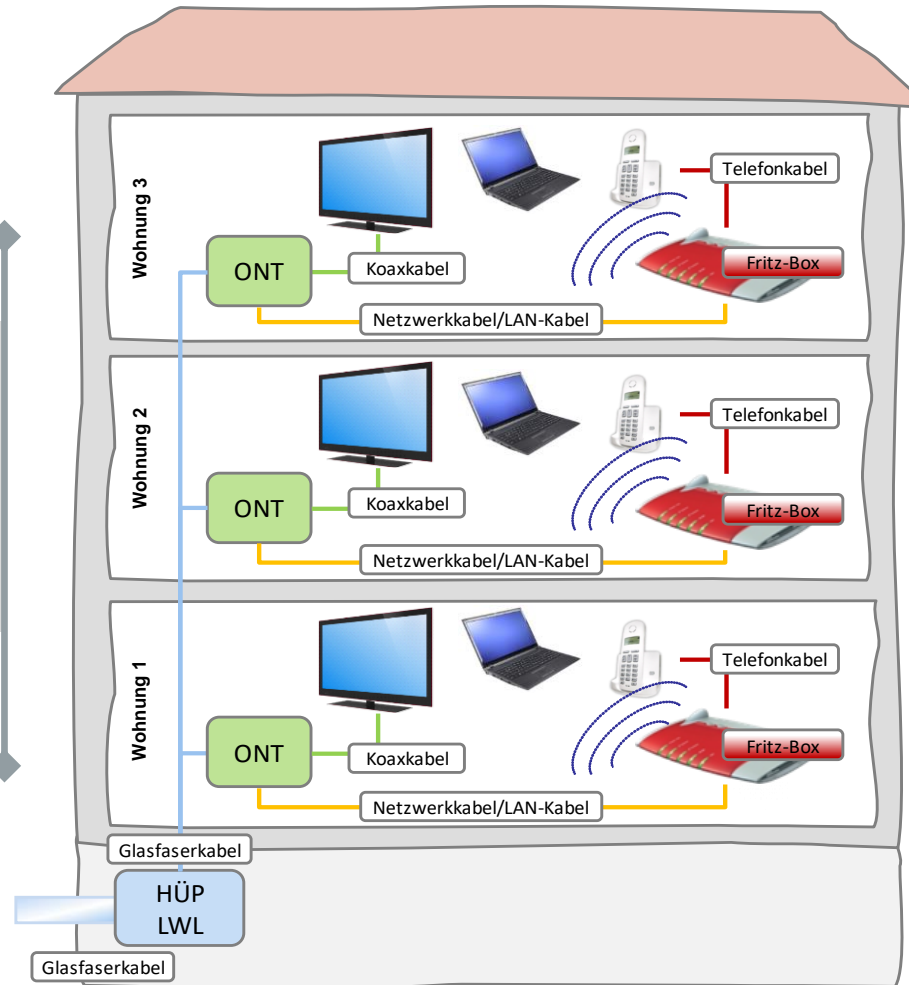 Wohnung 3
Telefonkabel
ONT
Koaxkabel
Fritz-Box
Netzwerkkabel/LAN-Kabel
Wohnung 2
Telefonkabel
ONT
Koaxkabel
Fritz-Box
Netzwerkkabel/LAN-Kabel
Wohnung 1
Telefonkabel
ONT
Koaxkabel
Fritz-Box
Netzwerkkabel/LAN-Kabel
Glasfaserkabel
HÜP
LWL
Glasfaserkabel